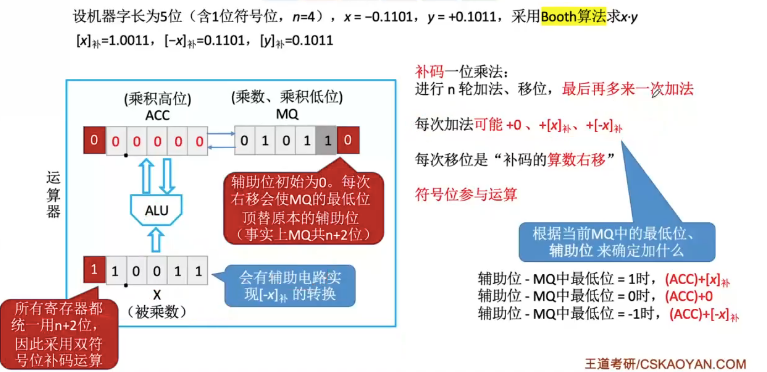 设机器字长为5位（含1位符号位，n=4），x = −0.1101，y = +0.1011，采用Booth算法求x·y
[x]补=1.0011，[−x]补=0.1101，[y]补=0.1011
补码一位乘法：
进行 n 轮加法、移位，最后再多来一次加法
每次加法可能 +0 、+[x]补、+[-x]补
每次移位是“补码的算数右移”
符号位参与运算
根据当前MQ中的最低位、
辅助位 来确定加什么
辅助位 - MQ中最低位 = 1时，(ACC)+[x]补
辅助位 - MQ中最低位 = 0时，(ACC)+0
辅助位 - MQ中最低位 = -1时，(ACC)+[-x]补
(乘积高位)
ACC
(乘数、乘积低位)
MQ
0 0 0 0 0 0
0 1 0 1 1 0
运算器
ALU
辅助位初始为0。每次
右移会使MQ的最低位
顶替原本的辅助位
（事实上MQ共n+2位）
1 1 0 0 1 1
X
（被乘数）
会有辅助电路实
现[-x]补 的转换
所有寄存器都
统一用n+2位，
因此采用双符
号位补码运算
王道考研/CSKAOYAN.COM